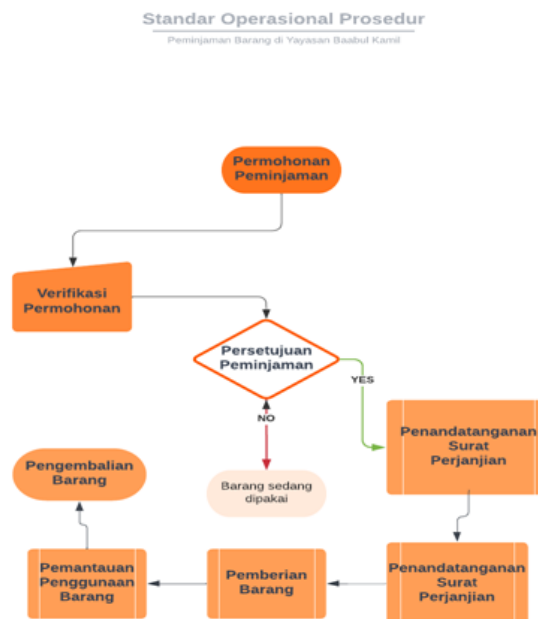 Standar Operasional Prosedur
Peminjaman Barang di Yayasan Baabul Kamil
Permohonan
Peminjaman
Verifikasi
Permohonan
Persetujuan
Peminjaman
YES
NO
Penandatanganan
Surat
Perjanjian
Barang sedang
dipakai
Pengembalian
Barang
Penandatanganan
Surat
Perjanjian
Pemberian
Barang
Pemantauan
Penggunaan
Barang